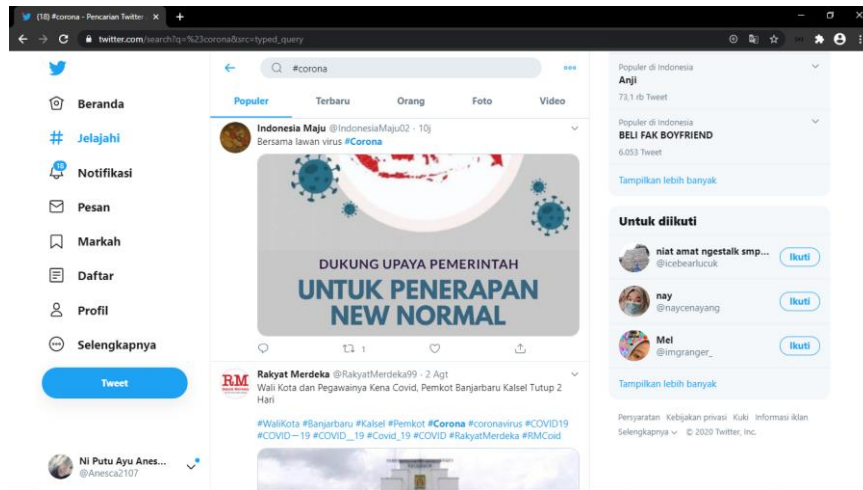 (18) #corona - Pencarian Twitter
twitter.com/search?q=%23corona&src=typed_query
Beranda
Jelajahi
18
Notifikasi
Pesan
Markah
Daftar
Profil
Selengkapnya
Tweet
Ni Putu Ayu Anes...
@Anesca2107
#corona
Populer Terbaru Orang Foto Video
Indonesia Maju @IndonesiaMaju02 · 10j
Bersama lawan virus #Corona
DUKUNG UPAYA PEMERINTAH
UNTUK PENERAPAN
NEW NORMAL
1
RM
Rakyat Merdeka @RakyatMerdeka99 · 2 Agt
Wali Kota dan Pegawainya Kena Covid, Pemkot Banjarbaru Kalsel Tutup 2
Hari
#WaliKota #Banjarbaru #Kalsel #Pemkot #Corona #coronavirus #COVID19
#COVID—19 #COVID__19 #Covid_19 #COVID #RakyatMerdeka #RMCoid
Populer di Indonesia
Anji
73,1 rb Tweet
Populer di Indonesia
BELI FAK BOYFRIEND
6.053 Tweet
Tampilkan lebih banyak
Untuk diikuti
niat amat ngestalk smp...
@icebearlucuk
Ikuti
nay
@naycenayang
Ikuti
Mel
@imgranger_
Ikuti
Tampilkan lebih banyak
Persyaratan Kebijakan privasi Kuki Informasi iklan
Selengkapnya © 2020 Twitter, Inc.